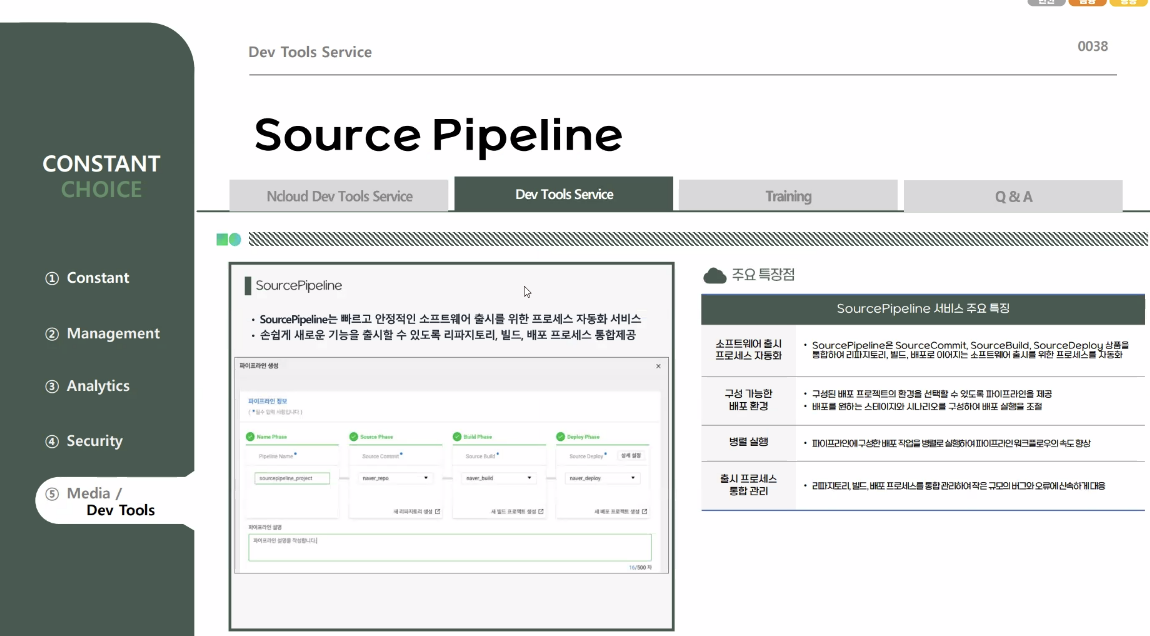 Dev Tools Service
0038
Source Pipeline
CONSTANT
CHOICE
Ncloud Dev Tools Service
Dev Tools Service
Training
Q & A
① Constant
② Management
③ Analytics
④ Security
⑤ Media /
Dev Tools
SourcePipeline
• SourcePipeline는 빠르고 안정적인 소프트웨어 출시를 위한 프로세스 자동화 서비스
• 손쉽게 새로운 기능을 출시할 수 있도록 리파지토리, 빌드, 배포 프로세스 통합제공
파이프라인 생성
파이프라인 정보
( *필수 입력 사항입니다.)
Name Phase
Source Phase
Build Phase
Deploy Phase
Pipeline Name*
Source Commit*
Source Build*
Source Deploy*
상세 설정
sourcepipeline_project
naver_repo
naver_build
naver_deploy
새 리파지토리 생성
새 빌드 프로젝트 생성
새 배포 프로젝트 생성
파이프라인 설명
파이프라인 설명을 작성합니다.
16/500 자
주요 특장점
SourcePipeline 서비스 주요 특징
소프트웨어 출시
프로세스 자동화
• SourcePipeline은 SourceCommit, SourceBuild, SourceDeploy 상품을
통합하여 리파지토리, 빌드, 배포로 이어지는 소프트웨어 출시를 위한 프로세스를 자동화
구성 가능한
배포 환경
• 구성된 배포 프로젝트의 환경을 선택할 수 있도록 파이프라인을 제공
• 배포를 원하는 스테이지와 시나리오를 구성하여 배포 실행을 조절
병렬 실행
• 파이프라인에 구성한 배포 작업을 병렬로 실행하여 파이프라인 워크플로우의 속도 향상
출시 프로세스
통합 관리
• 리파지토리, 빌드, 배포 프로세스를 통합 관리하여 작은 규모의 버그와 오류에 신속하게 대응